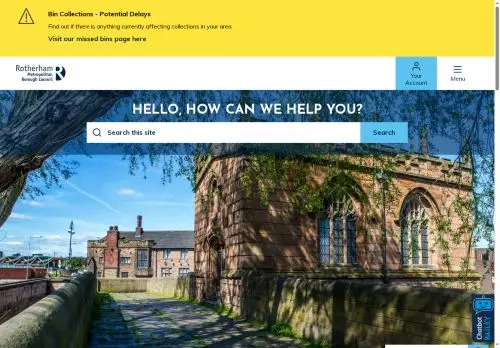 Bin Collections - Potential Delays
Find out if there is anything currently affecting collections in your area
Visit our missed bins page here
Rotherham
Metropolitan
Borough Council
Your
Account
Menu
HELLO, HOW CAN WE HELP YOU?
Search this site
Search
Chatbot
BAILEY